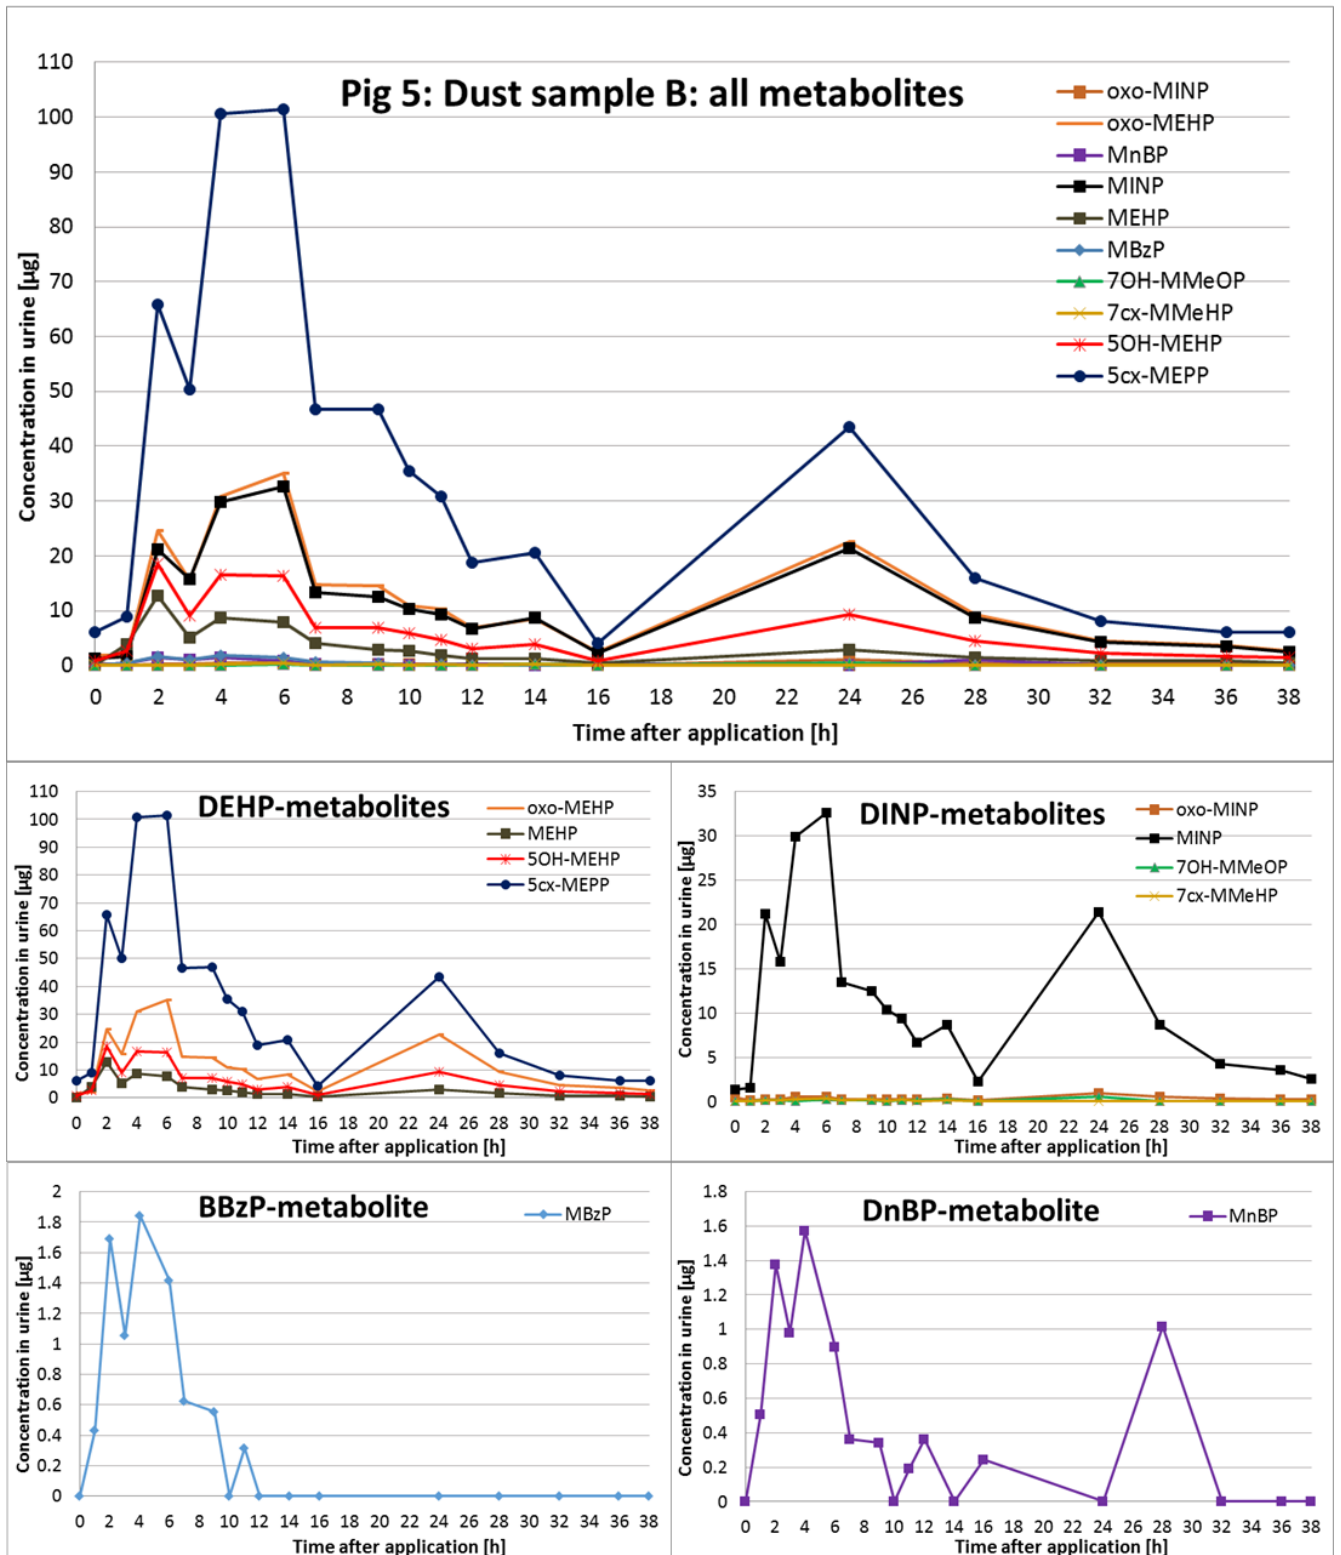 Pig 5: Dust sample B: all metabolites
Concentration in urine [µg]
110
100
90
80
70
60
50
40
30
20
10
0
oxo-MINP
oxo-MEHP
MnBP
MINP
MEHP
MBzP
7OH-MMeOP
7cx-MMeHP
5OH-MEHP
5cx-MEPP
0 2 4 6 8 10 12 14 16 18 20 22 24 26 28 30 32 34 36 38
Time after application [h]
DEHP-metabolites
Concentration in urine [µg]
110
100
90
80
70
60
50
40
30
20
10
0
oxo-MEHP
MEHP
5OH-MEHP
5cx-MEPP
0 2 4 6 8 10 12 14 16 18 20 22 24 26 28 30 32 34 36 38
Time after application [h]
DINP-metabolites
Concentration in urine [µg]
35
30
25
20
15
10
5
0
oxo-MINP
MINP
7OH-MMeOP
7cx-MMeHP
0 2 4 6 8 10 12 14 16 18 20 22 24 26 28 30 32 34 36 38
Time after application [h]
BBzP-metabolite
Concentration in urine [µg]
2
1.8
1.6
1.4
1.2
1
0.8
0.6
0.4
0.2
0
MBzP
0 2 4 6 8 10 12 14 16 18 20 22 24 26 28 30 32 34 36 38
Time after application [h]
DnBP-metabolite
Concentration in urine [µg]
1.8
1.6
1.4
1.2
1
0.8
0.6
0.4
0.2
0
MnBP
0 2 4 6 8 10 12 14 16 18 20 22 24 26 28 30 32 34 36 38
Time after application [h]